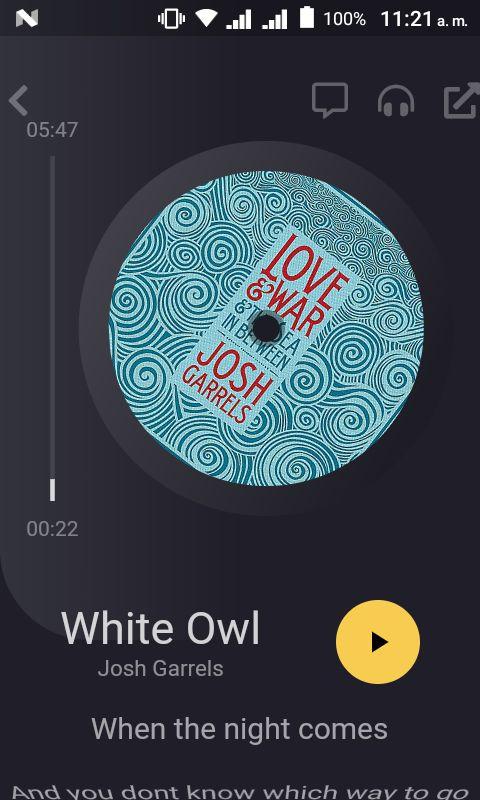 100% 11:21 a. m.
05:47
LOVE
& WAR
& THE SEA
IN BETWEEN
JOSH
GARRELS
00:22
White Owl
Josh Garrels
When the night comes
And you dont know which way to go